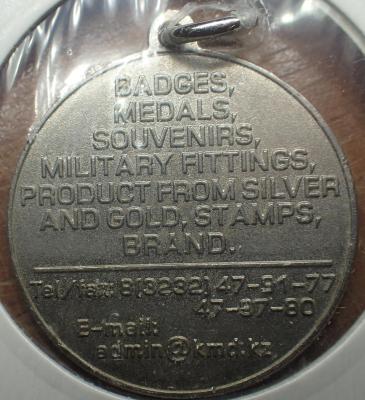 BADGES,
MEDALS,
SOUVENIRS,
MILITARY FITTINGS,
PRODUCT FROM SILVER
AND GOLD, STAMPS,
BRAND.
Tel/fax: 8(3232) 47-91-77
47-97-80
E-mail:
admin@kmd.kz